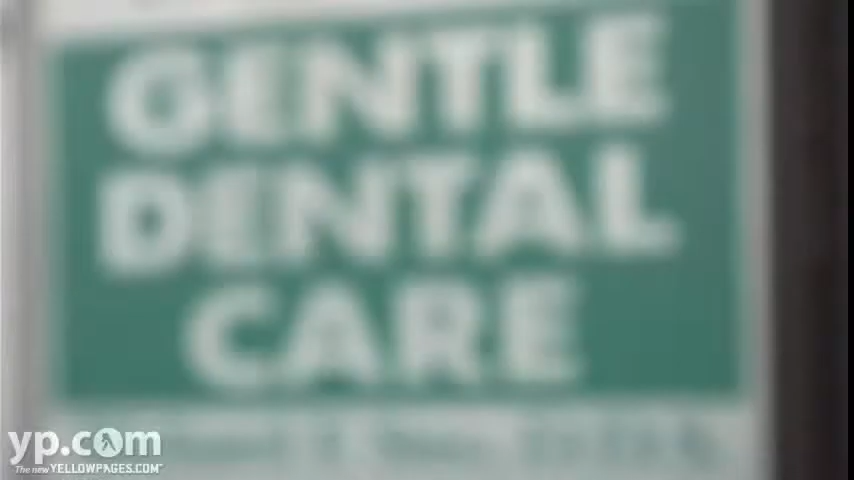 GENTLE
DENTAL
CARE
yp.com
The new YELLOWPAGES.COM